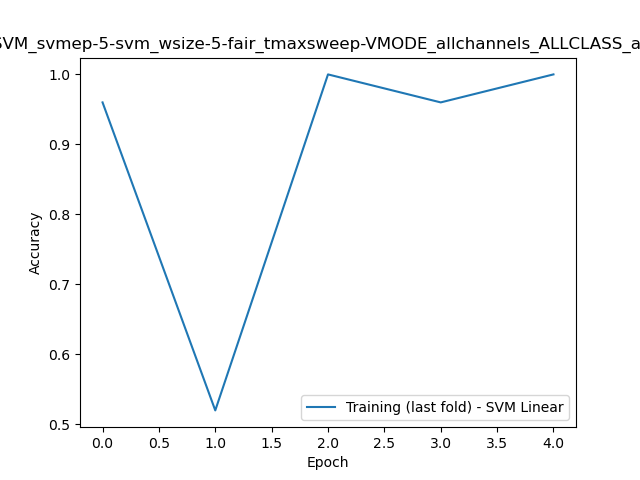 SVM_svmep-5-svm_wsize-5-fair_tmaxsweep-VMODE_allchannels_ALLCLASS_a
1.0
0.9
0.8
0.7
0.6
0.5
Accuracy
Training (last fold) - SVM Linear
0.0 0.5 1.0 1.5 2.0 2.5 3.0 3.5 4.0
Epoch